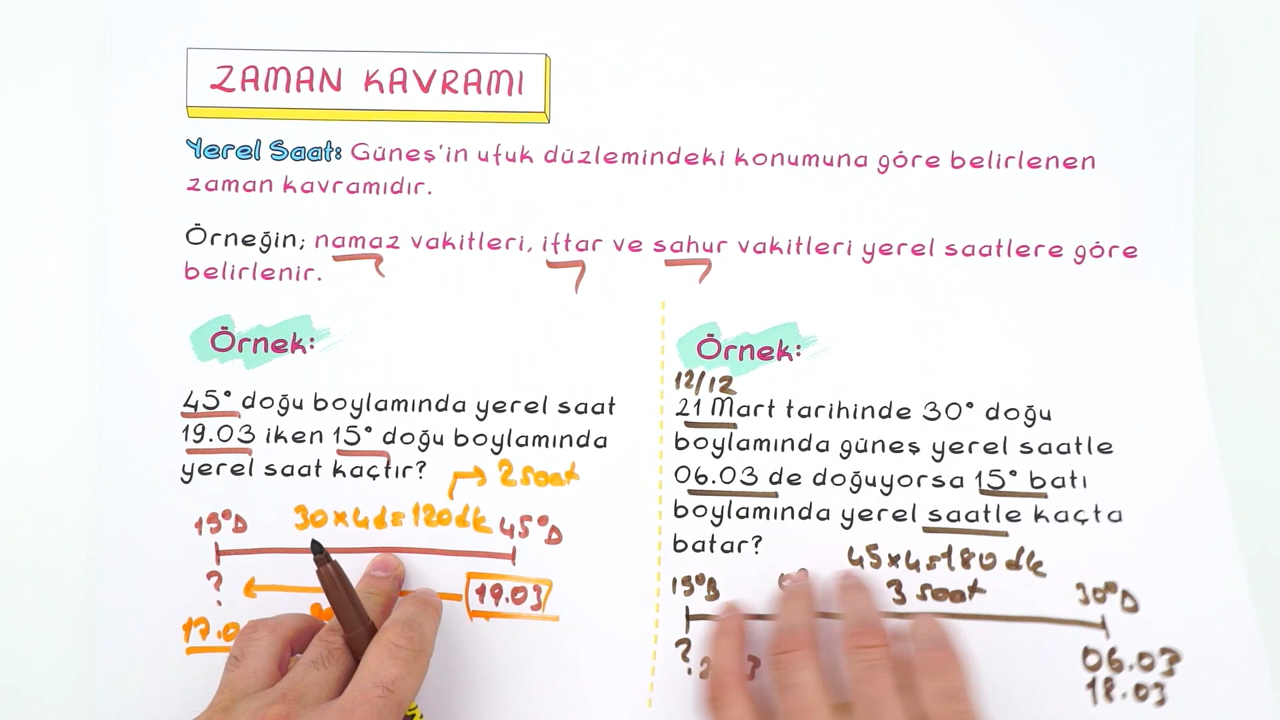 ZAMAN KAVRAMI
Yerel Saat: Güneş'in ufuk düzlemindeki konumuna göre belirlenen
zaman kavramıdır.
Örneğin; namaz vakitleri, iftar ve sahur vakitleri yerel saatlere göre
belirlenir.
Örnek:
45° doğu boylamında yerel saat
19.03 iken 15° doğu boylamında
yerel saat kaçtır?
2 saat
30x4d=120dk
15°D
45°D
?
19.03
Örnek:
12/12
21 Mart tarihinde 30° doğu
boylamında güneş yerel saatle
06.03 de doğuyorsa 15° batı
boylamında yerel saatle kaçta
batar?
45x4=180dk
3 saat
15°B
30°D
?
06.03
18.03